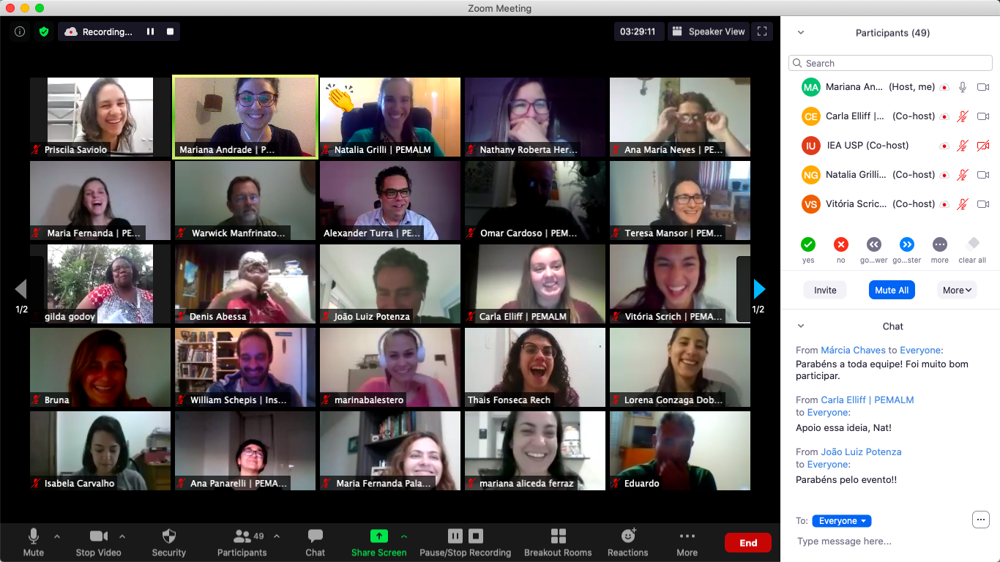 Zoom Meeting
Recording...
03:29:11
Speaker View
Priscila Saviolo
Mariana Andrade | P...
Natalia Grilli | PEMALM
Nathany Roberta Her...
Ana Maria Neves | PE...
Maria Fernanda | PE...
Warwick Manfrinato...
Alexander Turra | PE...
Omar Cardoso | PEM...
Teresa Mansor | PEM...
gilda godoy
Denis Abessa
João Luiz Potenza
Carla Elliff | PEMALM
Vitória Scrich | PEMA...
1/2
1/2
Bruna
William Schepis | Ins...
marinabalestero
Thais Fonseca Rech
Lorena Gonzaga Dob...
Isabela Carvalho
Ana Panarelli | PEMA...
Maria Fernanda Pala...
mariana aliceda ferraz
Eduardo
Mute
Stop Video
Security
49
Participants
Chat
Share Screen
Pause/Stop Recording
Breakout Rooms
Reactions
More
End
Participants (49)
Search
MA Mariana An... (Host, me)
CE Carla Elliff |... (Co-host)
IU IEA USP (Co-host)
NG Natalia Grilli... (Co-host)
VS Vitória Scric... (Co-host)
yes no go...wer go...ster more clear all
Invite Mute All More
Chat
From Márcia Chaves to Everyone:
Parabéns a toda equipe! Foi muito bom
participar.
From Carla Elliff | PEMALM
to Everyone:
Apoio essa ideia, Nat!
From João Luiz Potenza
to Everyone:
Parabéns pelo evento!!
To: Everyone
Type message here...